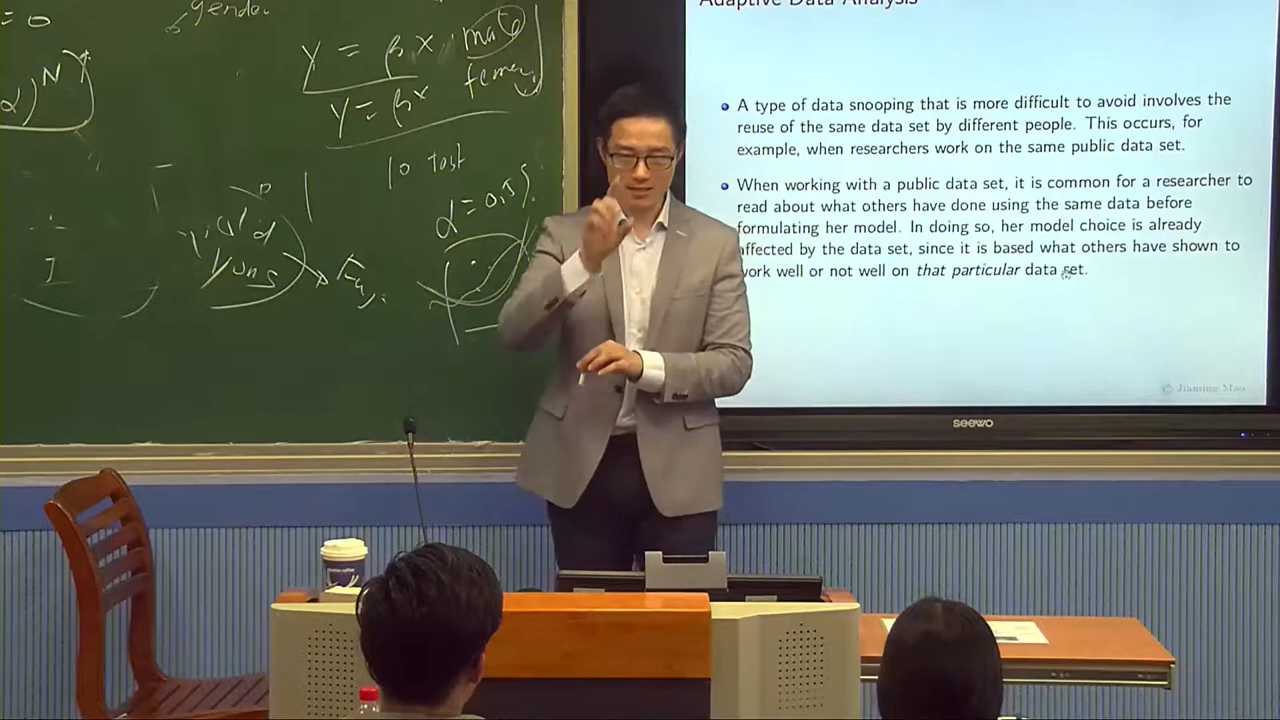 = 0
gender
Y = β x male
Y = β x female
10 test
α = 0.5%
α)^N
valid
I
Adaptive Data Analysis
A type of data snooping that is more difficult to avoid involves the
reuse of the same data set by different people. This occurs, for
example, when researchers work on the same public data set.
When working with a public data set, it is common for a researcher to
read about what others have done using the same data before
formulating her model. In doing so, her model choice is already
affected by the data set, since it is based what others have shown to
work well or not well on that particular data set.
© Jiaming Mao
seewo